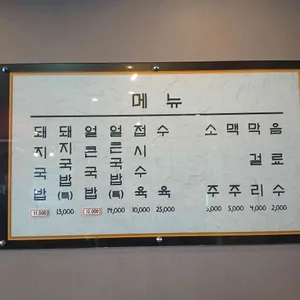 메뉴
돼지국밥 11,000
돼지국밥(특) 13,000
얼큰국밥 12,000
얼큰국밥(특) 14,000
접시수육 10,000
수육 25,000
소주 5,000
맥주 5,000
막걸리 4,000
음료수 2,000